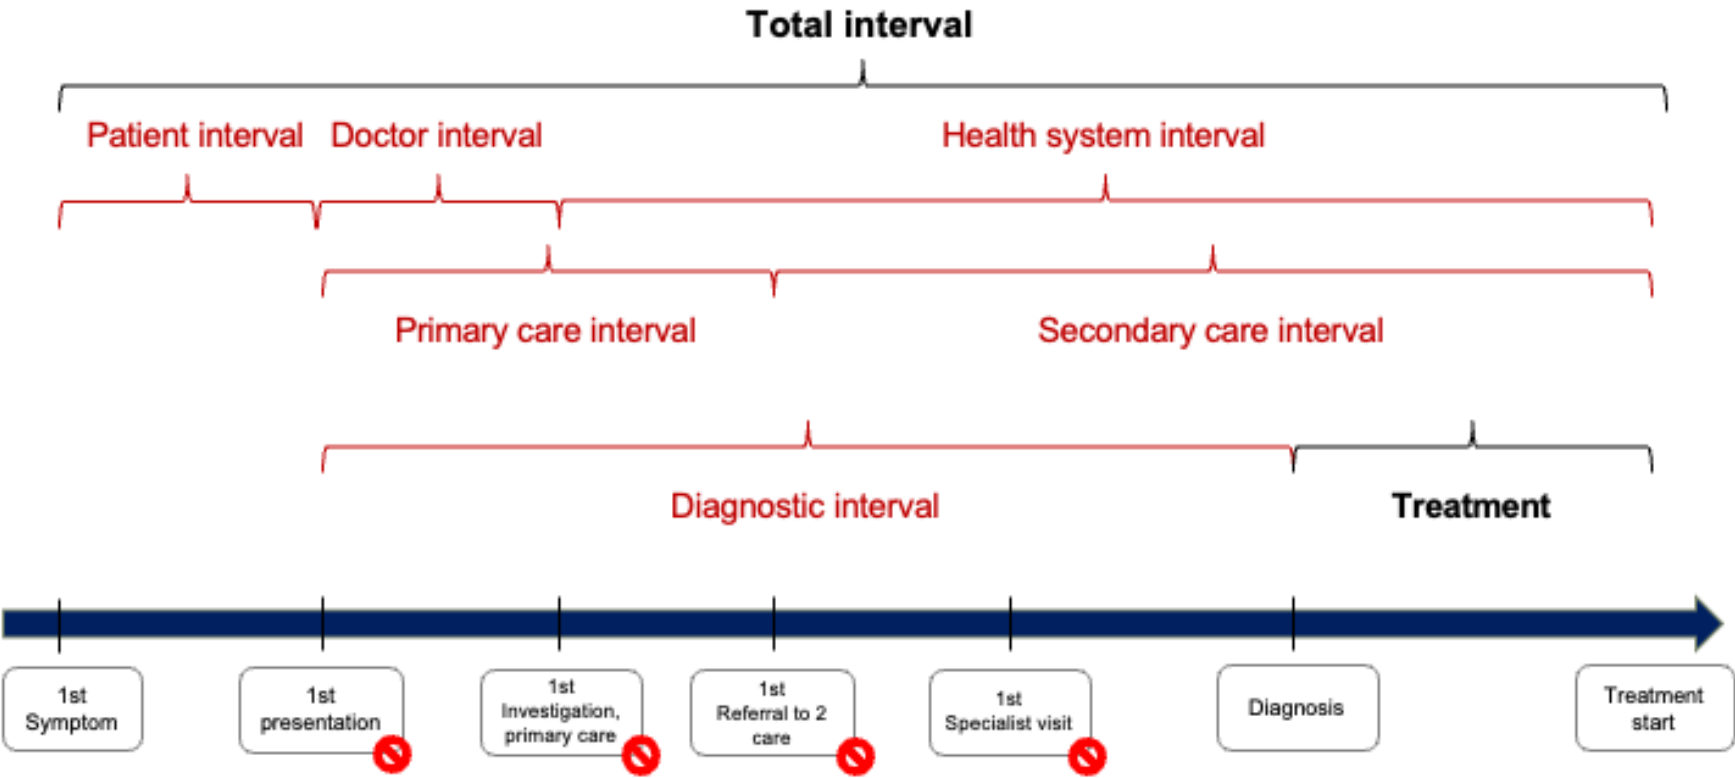 Total interval
Patient interval
Doctor interval
Health system interval
Primary care interval
Secondary care interval
Diagnostic interval
Treatment
1st
Symptom
1st
presentation
1st
Investigation,
primary care
1st
Referral to 2
care
1st
Specialist visit
Diagnosis
Treatment
start